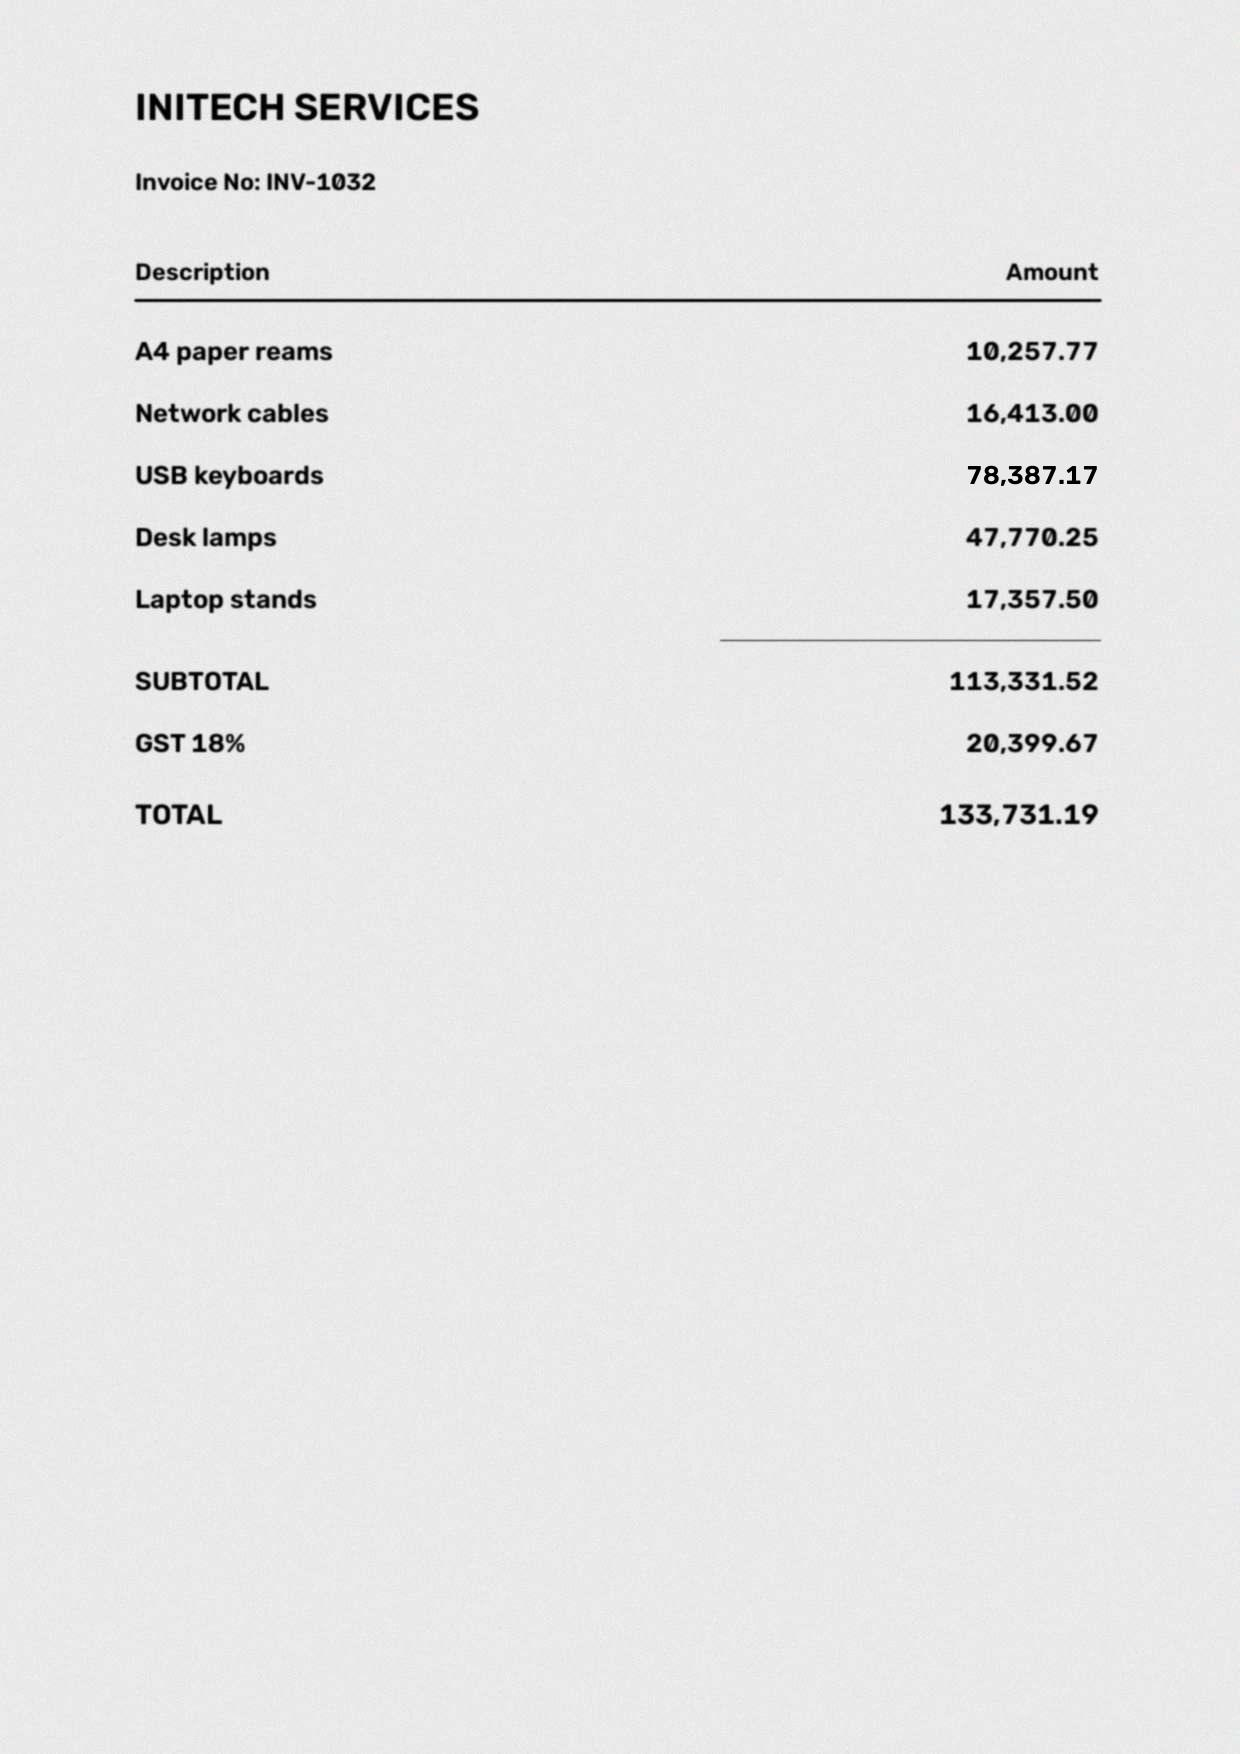 INITECH SERVICES
Invoice No: INV-1032
Description Amount
A4 paper reams 10,257.77
Network cables 16,413.00
USB keyboards 78,387.17
Desk lamps 47,770.25
Laptop stands 17,357.50
SUBTOTAL 113,331.52
GST 18% 20,399.67
TOTAL 133,731.19